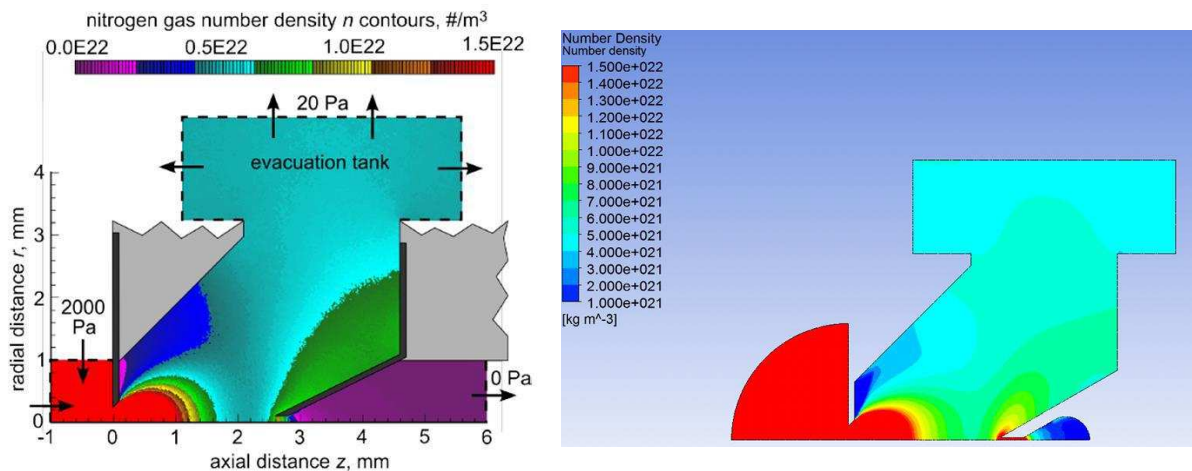 nitrogen gas number density n contours, #/m³
0.0E22 0.5E22 1.0E22 1.5E22
20 Pa
evacuation tank
2000
Pa
0 Pa
radial distance r, mm
4
3
2
1
0
-1 0 1 2 3 4 5 6
axial distance z, mm
Number Density
Number density
1.500e+022
1.400e+022
1.300e+022
1.200e+022
1.100e+022
9.000e+021
8.000e+021
7.000e+021
6.000e+021
5.000e+021
4.000e+021
3.000e+021
2.000e+021
1.000e+021
[kg m^-3]